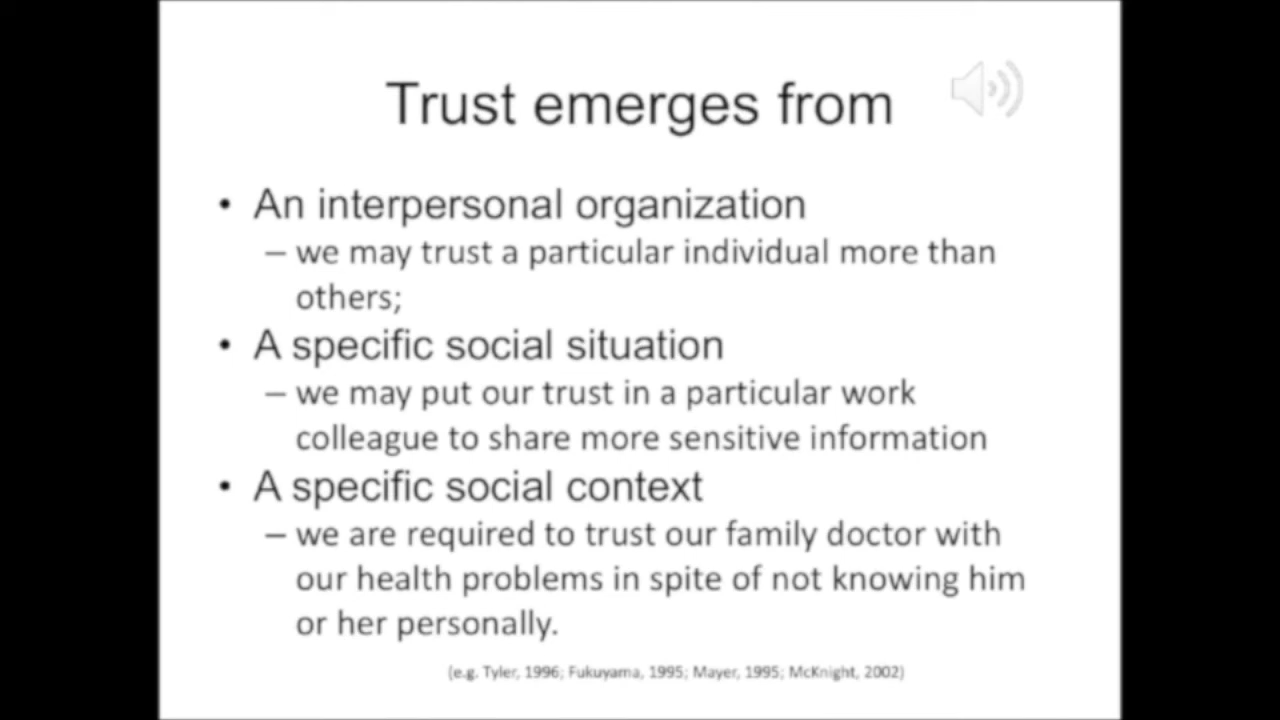 Trust emerges from
• An interpersonal organization
– we may trust a particular individual more than
others;
• A specific social situation
– we may put our trust in a particular work
colleague to share more sensitive information
• A specific social context
– we are required to trust our family doctor with
our health problems in spite of not knowing him
or her personally.
(e.g. Tyler, 1996; Fukuyama, 1995; Mayer, 1995; McKnight, 2002)